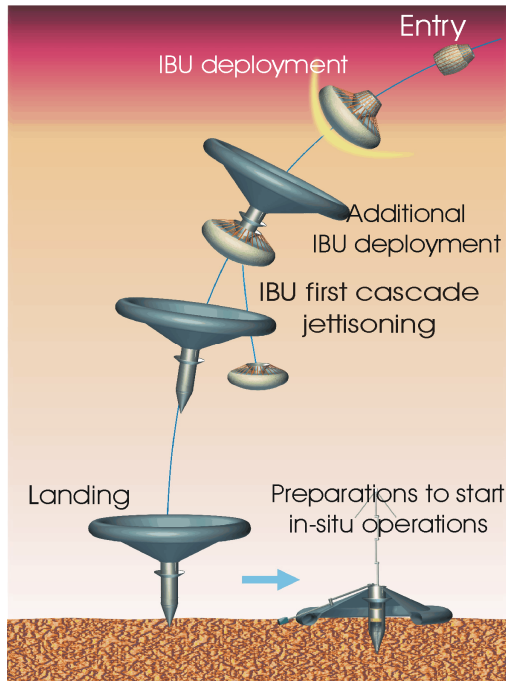 Entry
IBU deployment
Additional
IBU deployment
IBU first cascade
jettisoning
Landing
Preparations to start
in-situ operations